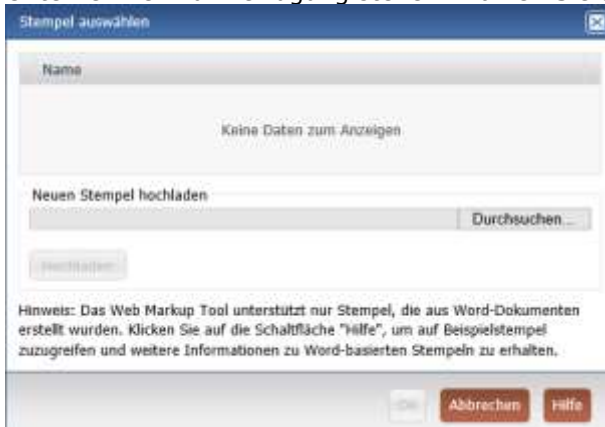 Stempel auswählen
Name
Keine Daten zum Anzeigen
Neuen Stempel hochladen
Durchsuchen...
Hochladen
Hinweis: Das Web Markup Tool unterstützt nur Stempel, die aus Word-Dokumenten
erstellt wurden. Klicken Sie auf die Schaltfläche "Hilfe", um auf Beispielstempel
zuzugreifen und weitere Informationen zu Word-basierten Stempeln zu erhalten.
OK Abbrechen Hilfe